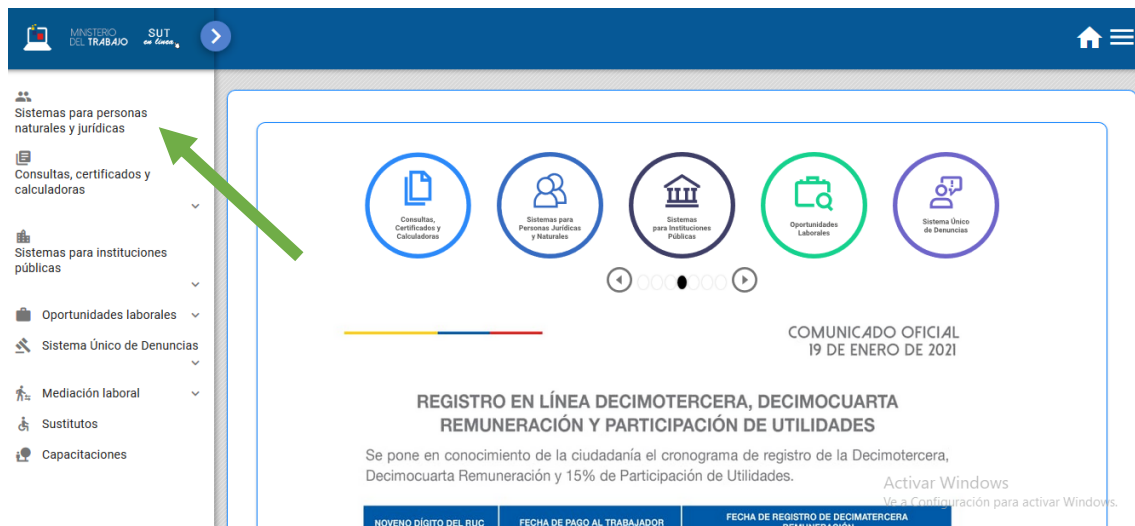 MINISTERIO
DEL TRABAJO
SUT
en línea
Sistemas para personas
naturales y jurídicas
Consultas, certificados y
calculadoras
Sistemas para instituciones
públicas
Oportunidades laborales
Sistema Único de Denuncias
Mediación laboral
Sustitutos
Capacitaciones
Consultas,
Certificados y
Calculadoras
Sistemas para
Personas Jurídicas
y Naturales
Sistemas
para Instituciones
Públicas
Oportunidades
Laborales
Sistema Único
de Denuncias
COMUNICADO OFICIAL
19 DE ENERO DE 2021
REGISTRO EN LÍNEA DECIMOTERCERA, DECIMOCUARTA
REMUNERACIÓN Y PARTICIPACIÓN DE UTILIDADES
Se pone en conocimiento de la ciudadanía el cronograma de registro de la Decimotercera,
Decimocuarta Remuneración y 15% de Participación de Utilidades.
Activar Windows
Ve a Configuración para activar Windows.
NOVENO DÍGITO DEL RUC
FECHA DE PAGO AL TRABAJADOR
FECHA DE REGISTRO DE DECIMATERCERA
REMUNERACIÓN